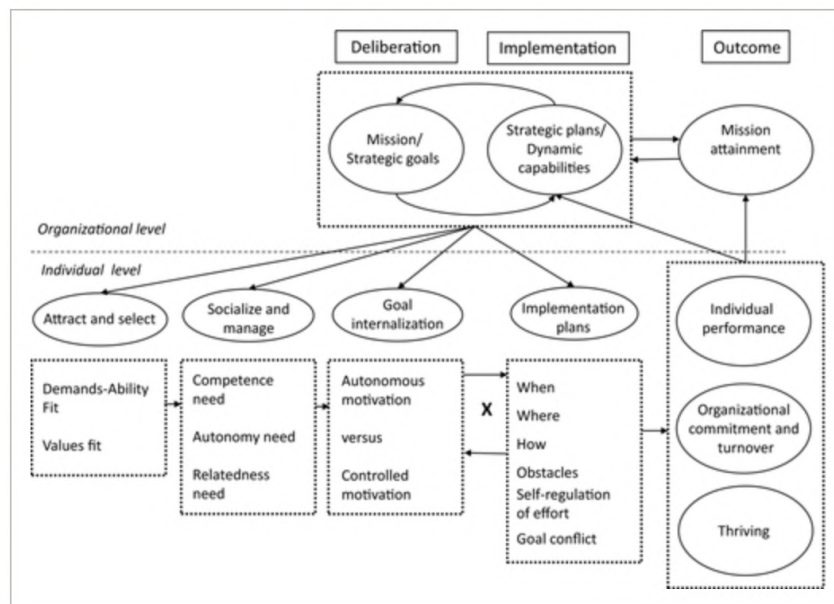 Deliberation
Implementation
Outcome
Mission/
Strategic goals
Strategic plans/
Dynamic
capabilities
Mission
attainment
Organizational level
Individual level
Attract and select
Socialize and
manage
Goal
internalization
Implementation
plans
Individual
performance
Demands-Ability
Fit
Values fit
Competence
need
Autonomy need
Relatedness
need
Autonomous
motivation
versus
Controlled
motivation
X
When
Where
How
Obstacles
Self-regulation
of effort
Goal conflict
Organizational
commitment and
turnover
Thriving